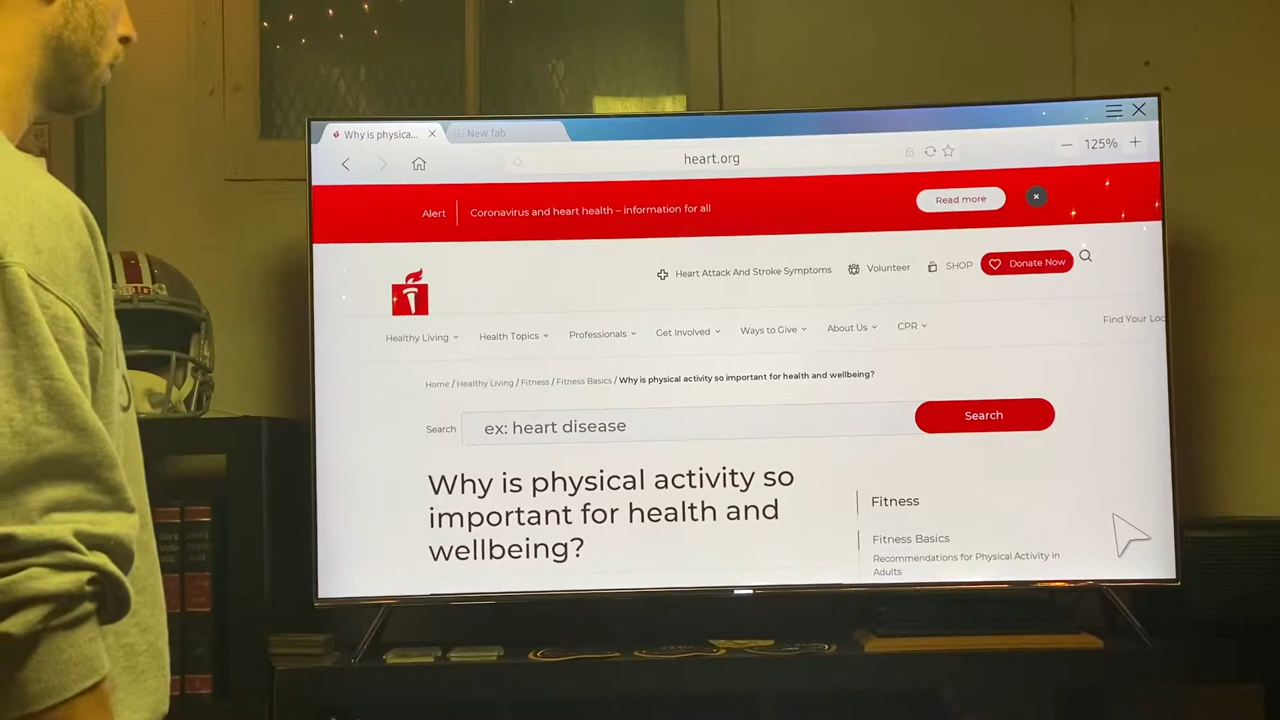 Why is physica...
New Tab
heart.org
125%
Alert
Coronavirus and heart health – information for all
Read more
Heart Attack And Stroke Symptoms
Volunteer
SHOP
Donate Now
Healthy Living
Health Topics
Professionals
Get Involved
Ways to Give
About Us
CPR
Find Your Loc
Home / Healthy Living / Fitness / Fitness Basics / Why is physical activity so important for health and wellbeing?
Search
ex: heart disease
Search
Why is physical activity so
important for health and
wellbeing?
Fitness
Fitness Basics
Recommendations for Physical Activity in
Adults